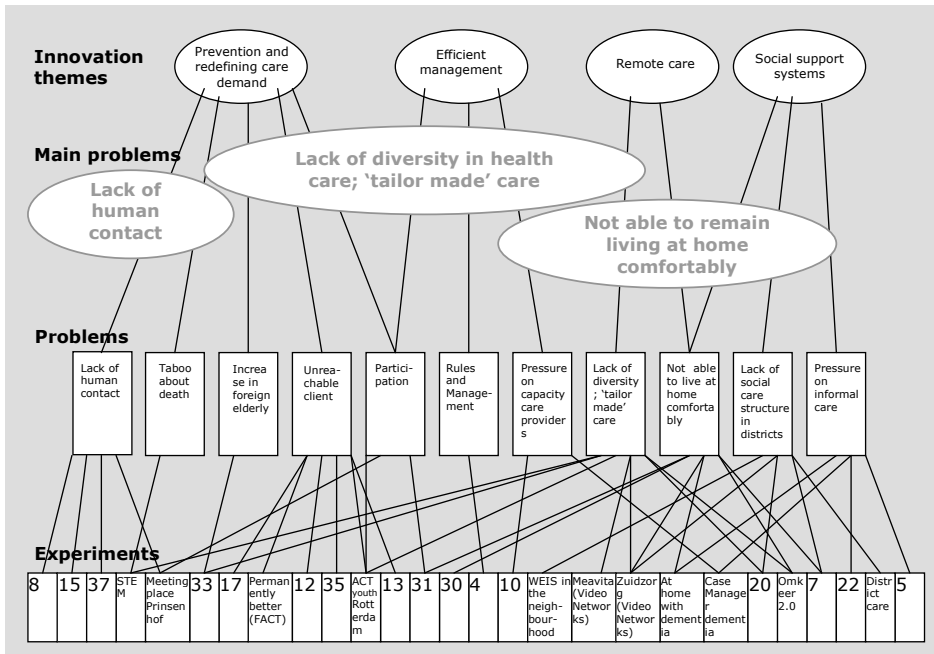 Innovation
themes
Prevention and
redefining care
demand
Efficient
management
Remote care
Social support
systems
Main problems
Lack of
human
contact
Lack of diversity in health
care; ‘tailor made’ care
Not able to remain
living at home
comfortably
Problems
Lack of
human
contact
Taboo
about
death
Increa
se in
foreign
elderly
Unrea-
chable
client
Partici-
pation
Rules
and
Manage-
ment
Pressure
on
capacity
care
provider
s
Lack of
diversity
; ‘tailor
made’
care
Not able
to live at
home
comforta
bly
Lack of
social
care
structure
in
districts
Pressure
on
informal
care
Experiments
8
15
37
STE
M
Meeting
place
Prinsen
hof
33
17
Perman
ently
better
(FACT)
12
35
ACT
youth
Rott
erda
m
13
31
30
4
10
WEIS in
the
neigh-
bour-
hood
Meavita
(Video
Networ
ks)
Zuidzor
g
(Video
Networ
ks)
At
home
with
dement
ia
Case
Manage
r
dement
ia
20
Omk
eer
2.0
7
22
Distr
ict
care
5